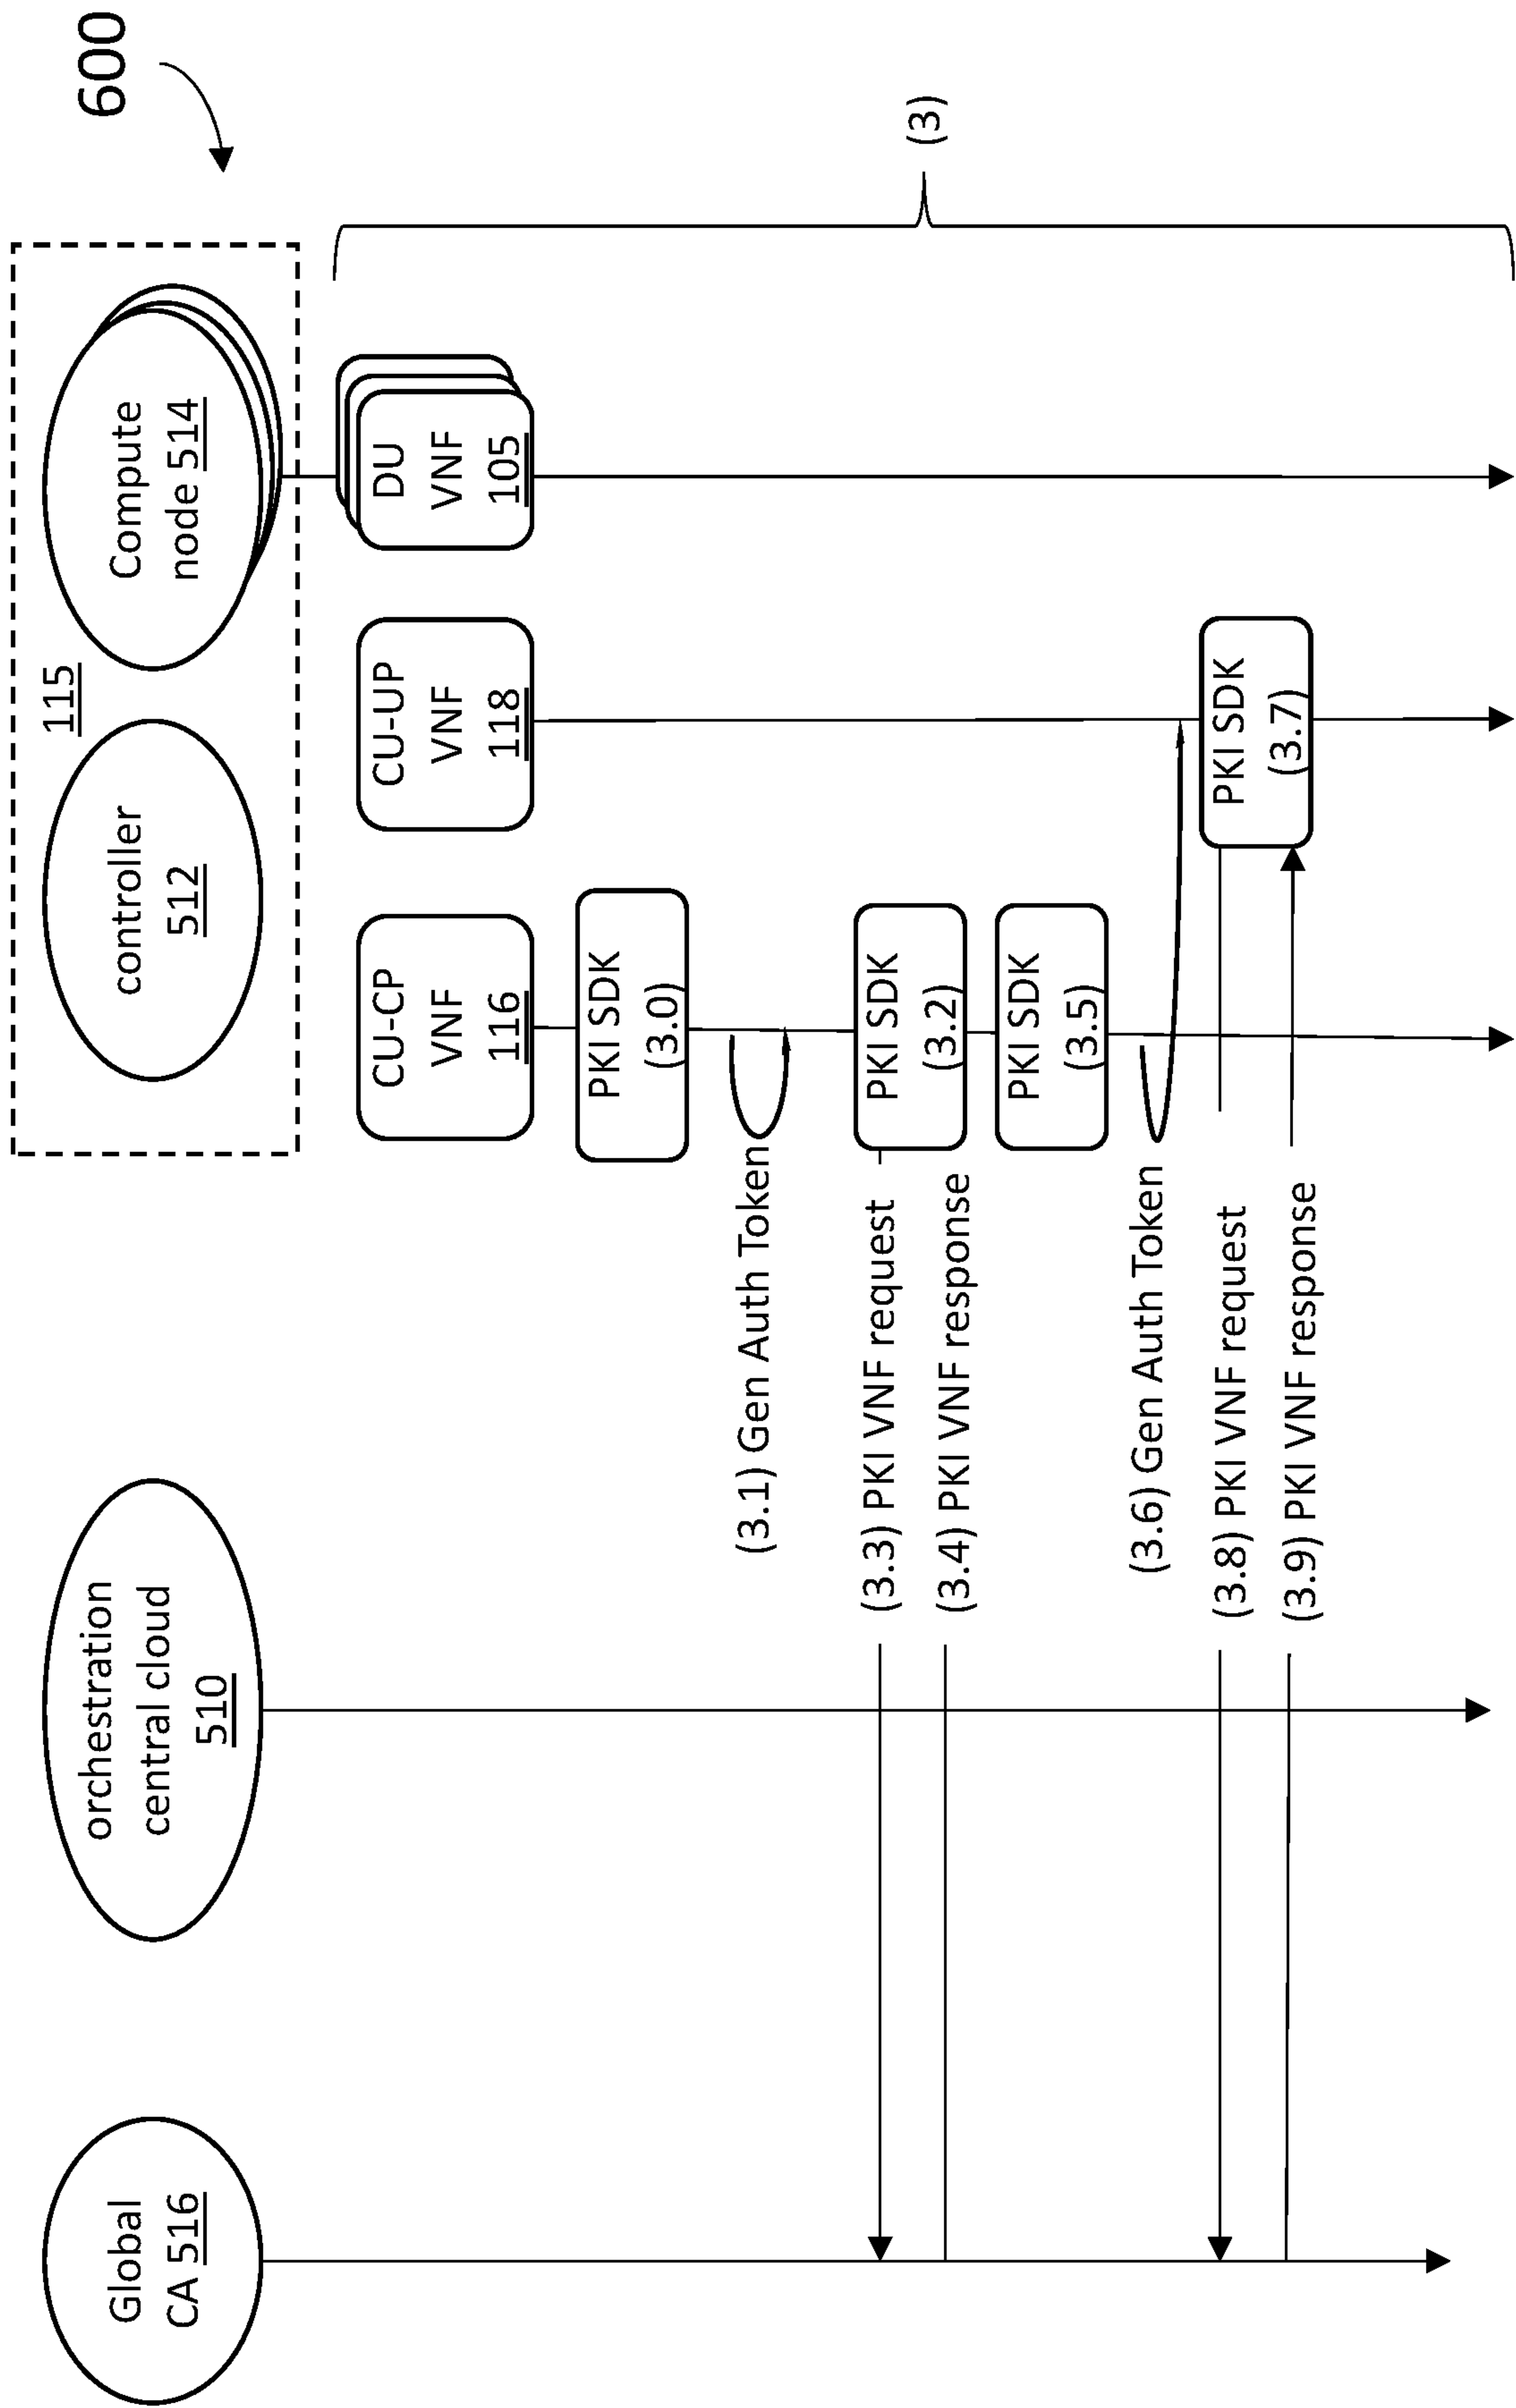 600
115
Global
CA 516
orchestration
central cloud
510
controller
512
Compute
node 514
CU-CP
VNF
116
CU-UP
VNF
118
DU
VNF
105
(3)
PKI SDK
(3.0)
(3.1) Gen Auth Token
PKI SDK
(3.2)
(3.3) PKI VNF request
(3.4) PKI VNF response
PKI SDK
(3.5)
(3.6) Gen Auth Token
PKI SDK
(3.7)
(3.8) PKI VNF request
(3.9) PKI VNF response